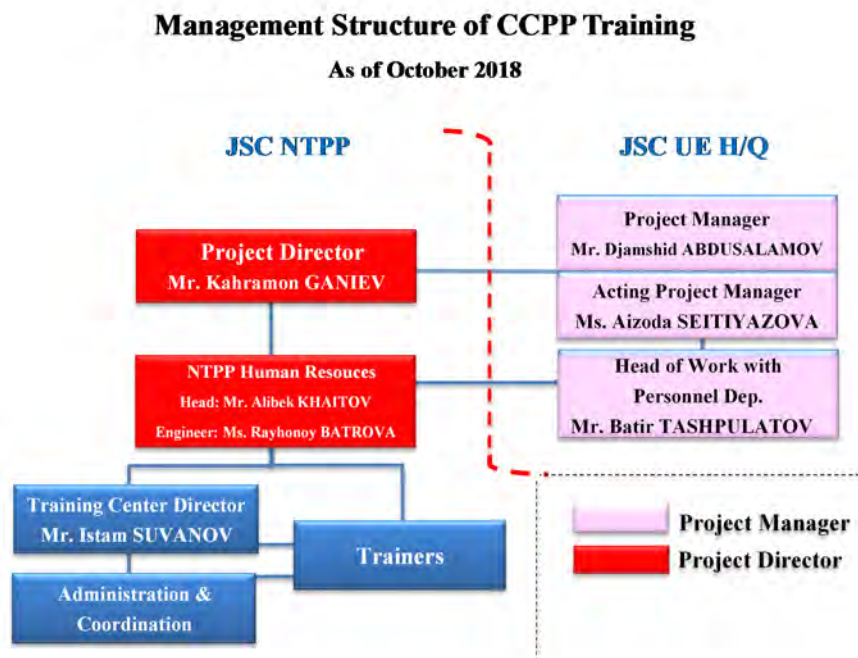 Management Structure of CCPP Training
As of October 2018
JSC NTPP
JSC UE H/Q
Project Director
Mr. Kahramon GANIEV
Project Manager
Mr. Djamshid ABDUSALAMOV
Acting Project Manager
Ms. Aizoda SEITIYAZOVA
NTPP Human Resouces
Head: Mr. Alibek KHAITOV
Engineer: Ms. Rayhonoy BATROVA
Head of Work with
Personnel Dep.
Mr. Batir TASHPULATOV
Training Center Director
Mr. Istam SUVANOV
Trainers
Administration &
Coordination
Project Manager
Project Director